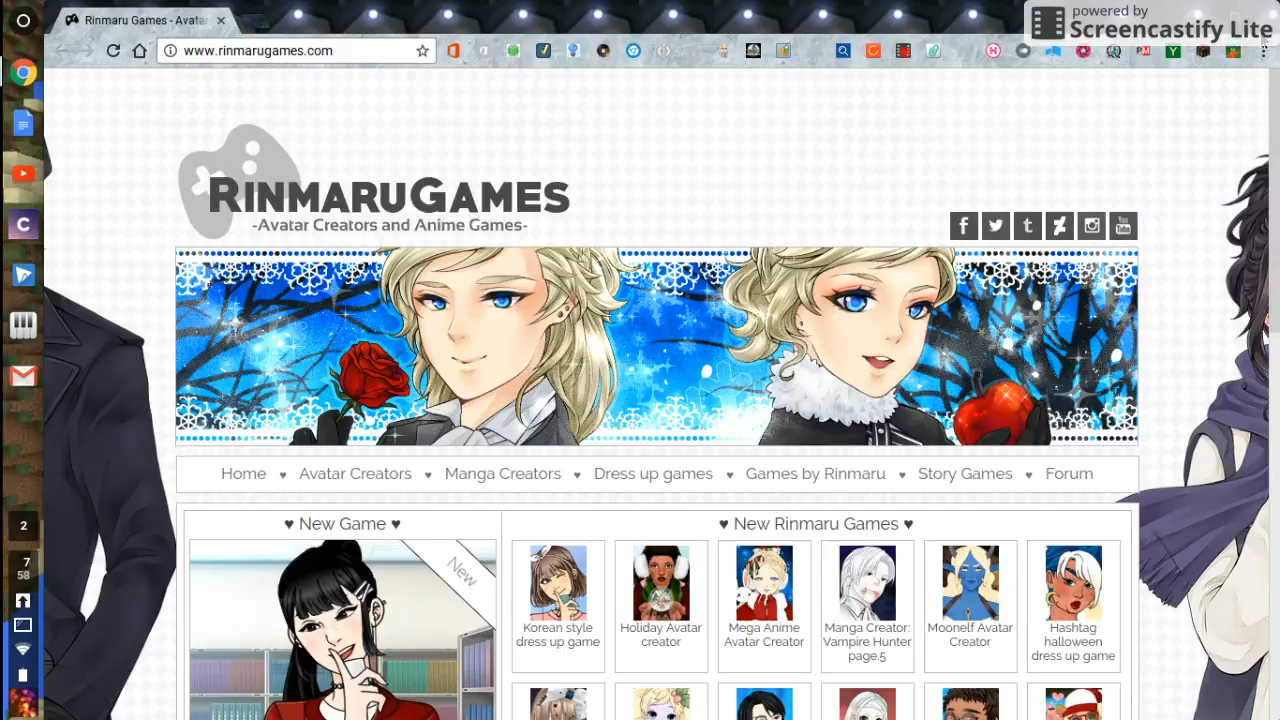 Rinmaru Games - Avatar
powered by
Screencastify Lite
www.rinmarugames.com
RINMARUGAMES
-Avatar Creators and Anime Games-
Home ♥ Avatar Creators ♥ Manga Creators ♥ Dress up games ♥ Games by Rinmaru ♥ Story Games ♥ Forum
♥ New Game ♥
New
♥ New Rinmaru Games ♥
Korean style
dress up game
Holiday Avatar
creator
Mega Anime
Avatar Creator
Manga Creator:
Vampire Hunter
page.5
Moonelf Avatar
Creator
Hashtag
halloween
dress up game
2
7
58